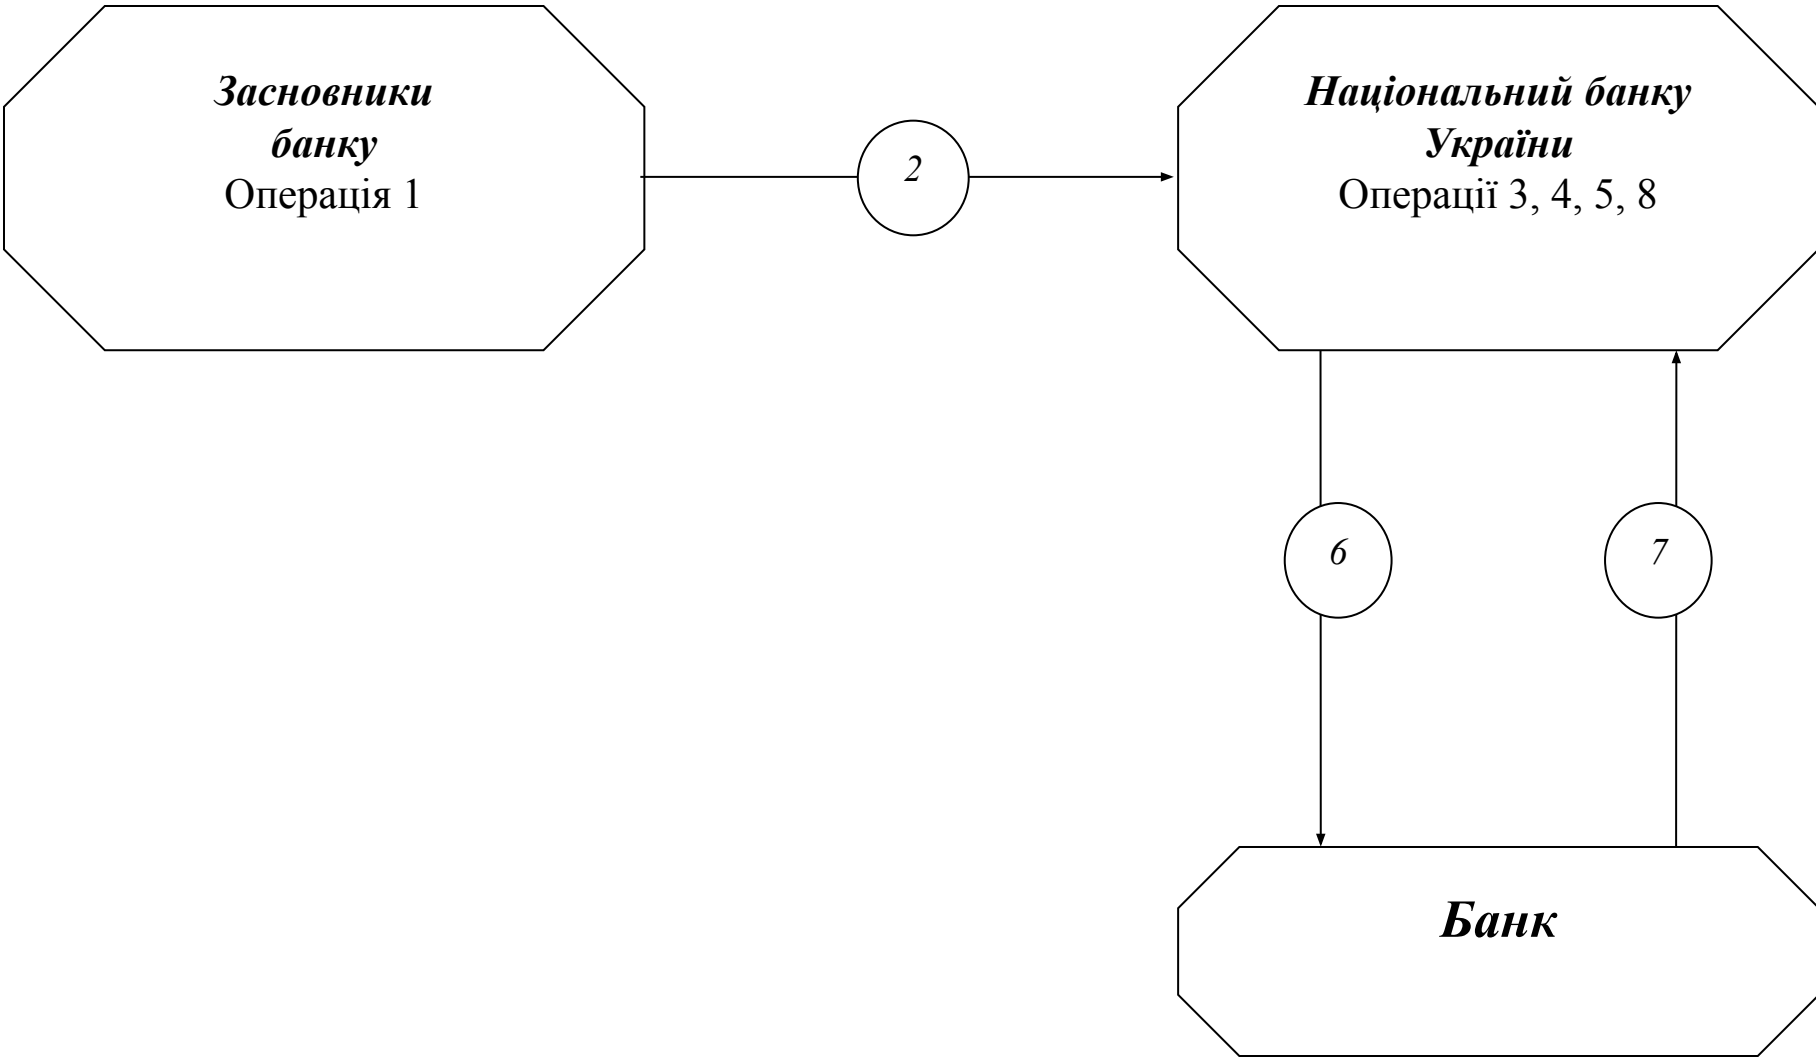 Засновники
банку
Операція 1
2
Національний банку
України
Операції 3, 4, 5, 8
6
7
Банк